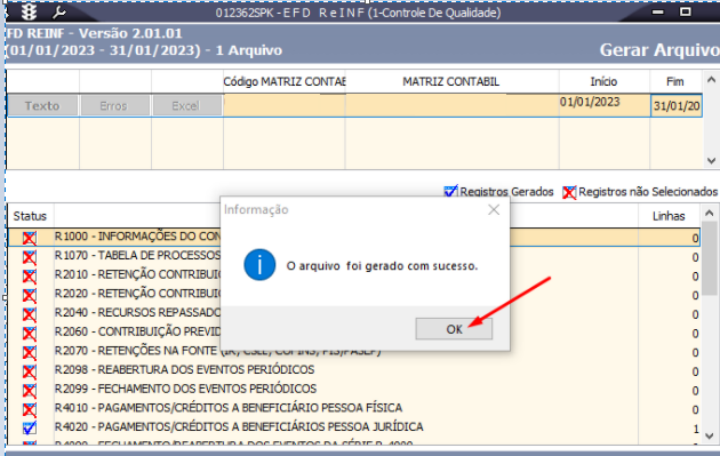 012362SPK - E F D R e I N F (1-Controle De Qualidade)
FD REINF - Versão 2.01.01
(01/01/2023 - 31/01/2023) - 1 Arquivo
Gerar Arquivo
Código MATRIZ CONTAB MATRIZ CONTABIL Início Fim
Texto Erros Excel 01/01/2023 31/01/20
Registros Gerados Registros não Selecionados
Status Linhas
R1000 - INFORMAÇÕES DO CON 0
R1070 - TABELA DE PROCESSOS 0
R2010 - RETENÇÃO CONTRIBUI 0
R2020 - RETENÇÃO CONTRIBUI 0
R2040 - RECURSOS REPASSADO 0
R2060 - CONTRIBUIÇÃO PREVID 0
R2070 - RETENÇÕES NA FONTE (IR, CSLL, COFINS, PIS/PASEP) 0
R2098 - REABERTURA DOS EVENTOS PERIÓDICOS 0
R2099 - FECHAMENTO DOS EVENTOS PERIÓDICOS 0
R4010 - PAGAMENTOS/CRÉDITOS A BENEFICIÁRIO PESSOA FÍSICA 0
R4020 - PAGAMENTOS/CRÉDITOS A BENEFICIÁRIOS PESSOA JURÍDICA 1
R4099 - FECHAMENTO/REABERTURA DOS EVENTOS DA SÉRIE R-4000
Informação
O arquivo foi gerado com sucesso.
OK